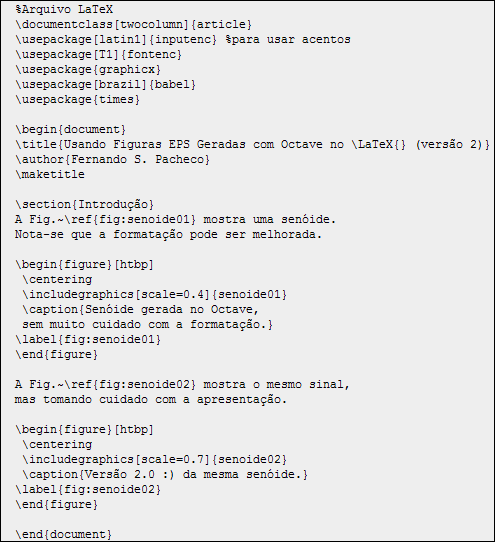 %Arquivo LaTeX
\documentclass[twocolumn]{article}
\usepackage[latin1]{inputenc} %para usar acentos
\usepackage[T1]{fontenc}
\usepackage{graphicx}
\usepackage[brazil]{babel}
\usepackage{times}

\begin{document}
\title{Usando Figuras EPS Geradas com Octave no \LaTeX{} (versão 2)}
\author{Fernando S. Pacheco}
\maketitle

\section{Introdução}
A Fig.~\ref{fig:senoide01} mostra uma senóide.
Nota-se que a formatação pode ser melhorada.

\begin{figure}[htbp]
 \centering
 \includegraphics[scale=0.4]{senoide01}
 \caption{Senóide gerada no Octave,
 sem muito cuidado com a formatação.}
\label{fig:senoide01}
\end{figure}

A Fig.~\ref{fig:senoide02} mostra o mesmo sinal,
mas tomando cuidado com a apresentação.

\begin{figure}[htbp]
 \centering
 \includegraphics[scale=0.7]{senoide02}
 \caption{Versão 2.0 :) da mesma senóide.}
\label{fig:senoide02}
\end{figure}

\end{document}